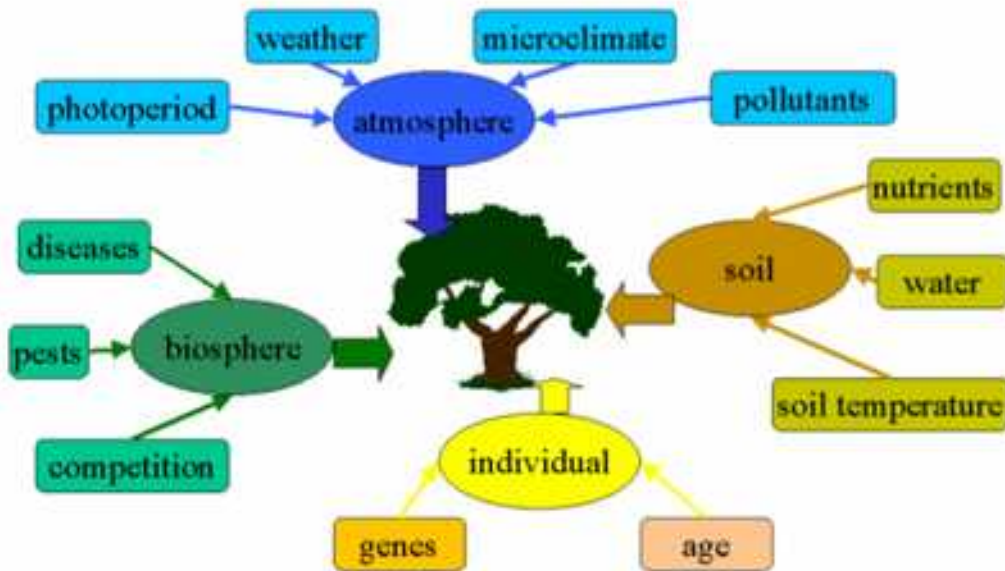 weather
microclimate
photoperiod
pollutants
atmosphere
nutrients
diseases
soil
water
pests
biosphere
soil temperature
competition
individual
genes
age